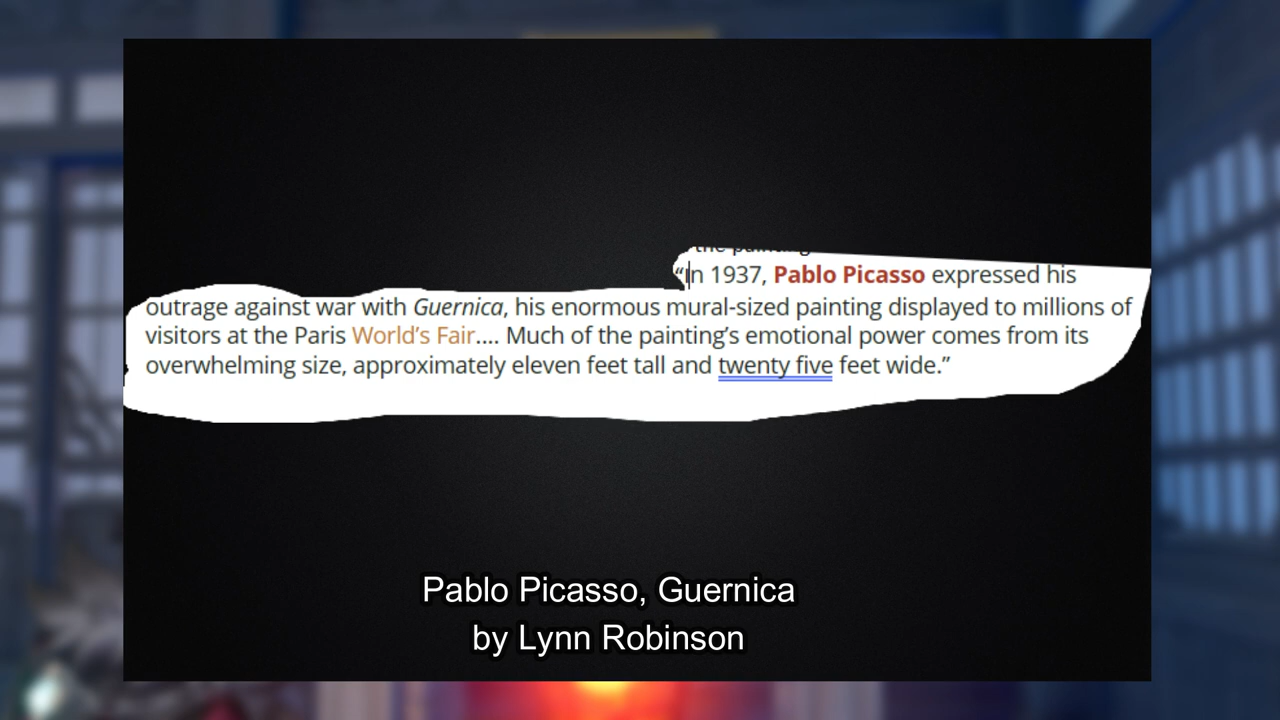 the painting
“In 1937, Pablo Picasso expressed his
outrage against war with Guernica, his enormous mural-sized painting displayed to millions of
visitors at the Paris World’s Fair.... Much of the painting’s emotional power comes from its
overwhelming size, approximately eleven feet tall and twenty five feet wide.”
Pablo Picasso, Guernica
by Lynn Robinson